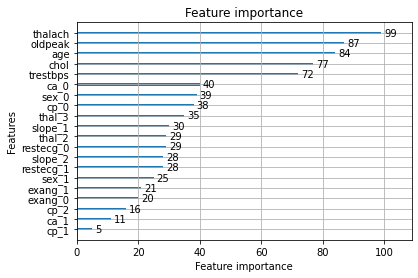 Feature importance
thalach 99
oldpeak 87
age 84
chol 77
trestbps 72
ca_0 40
sex_0 39
cp_0 38
thal_3 35
slope_1 30
thal_2 29
restecg_0 29
slope_2 28
restecg_1 28
sex_1 25
exang_1 21
exang_0 20
cp_2 16
ca_1 11
cp_1 5
Features
0 20 40 60 80 100
Feature importance